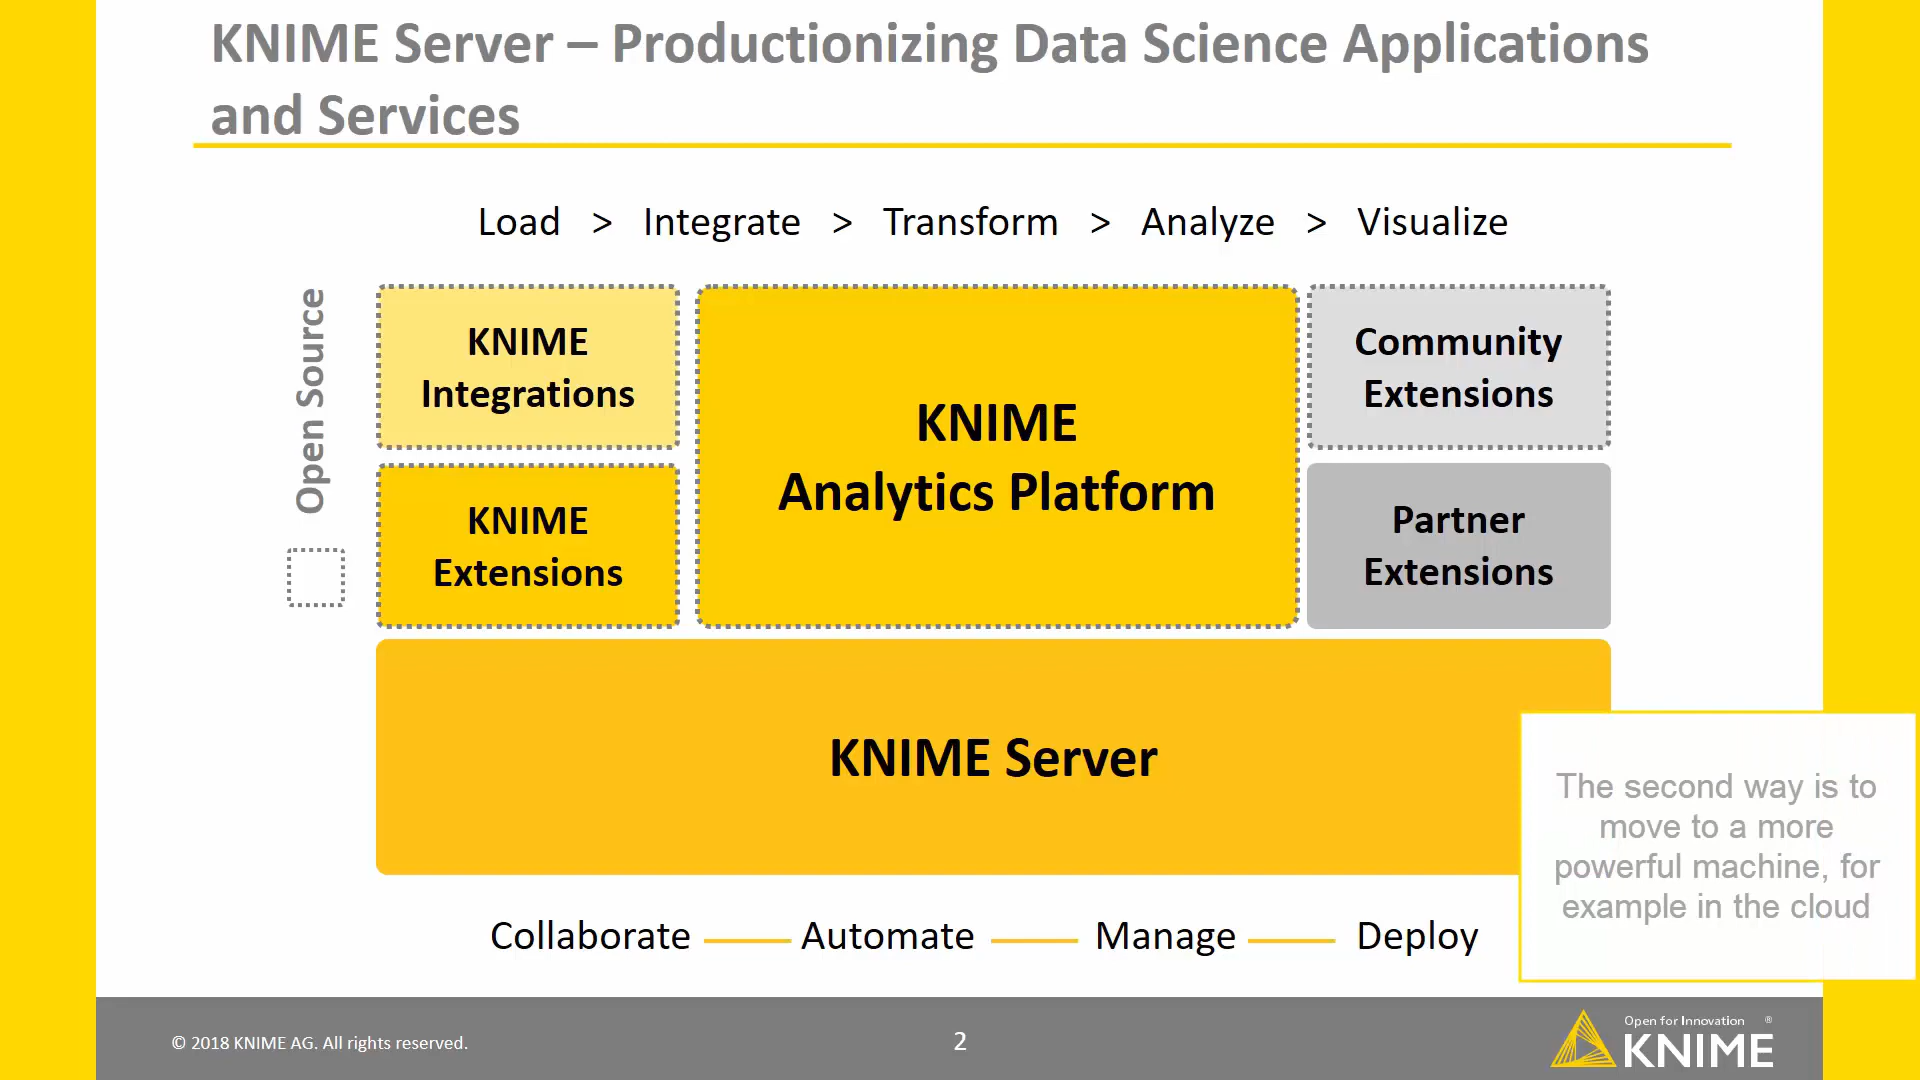 KNIME Server – Productionizing Data Science Applications
and Services
Load > Integrate > Transform > Analyze > Visualize
Open Source
KNIME
Integrations
KNIME
Extensions
KNIME
Analytics Platform
Community
Extensions
Partner
Extensions
KNIME Server
The second way is to
move to a more
powerful machine, for
example in the cloud
Collaborate — Automate — Manage — Deploy
© 2018 KNIME AG. All rights reserved.
2
Open for Innovation ®
KNIME